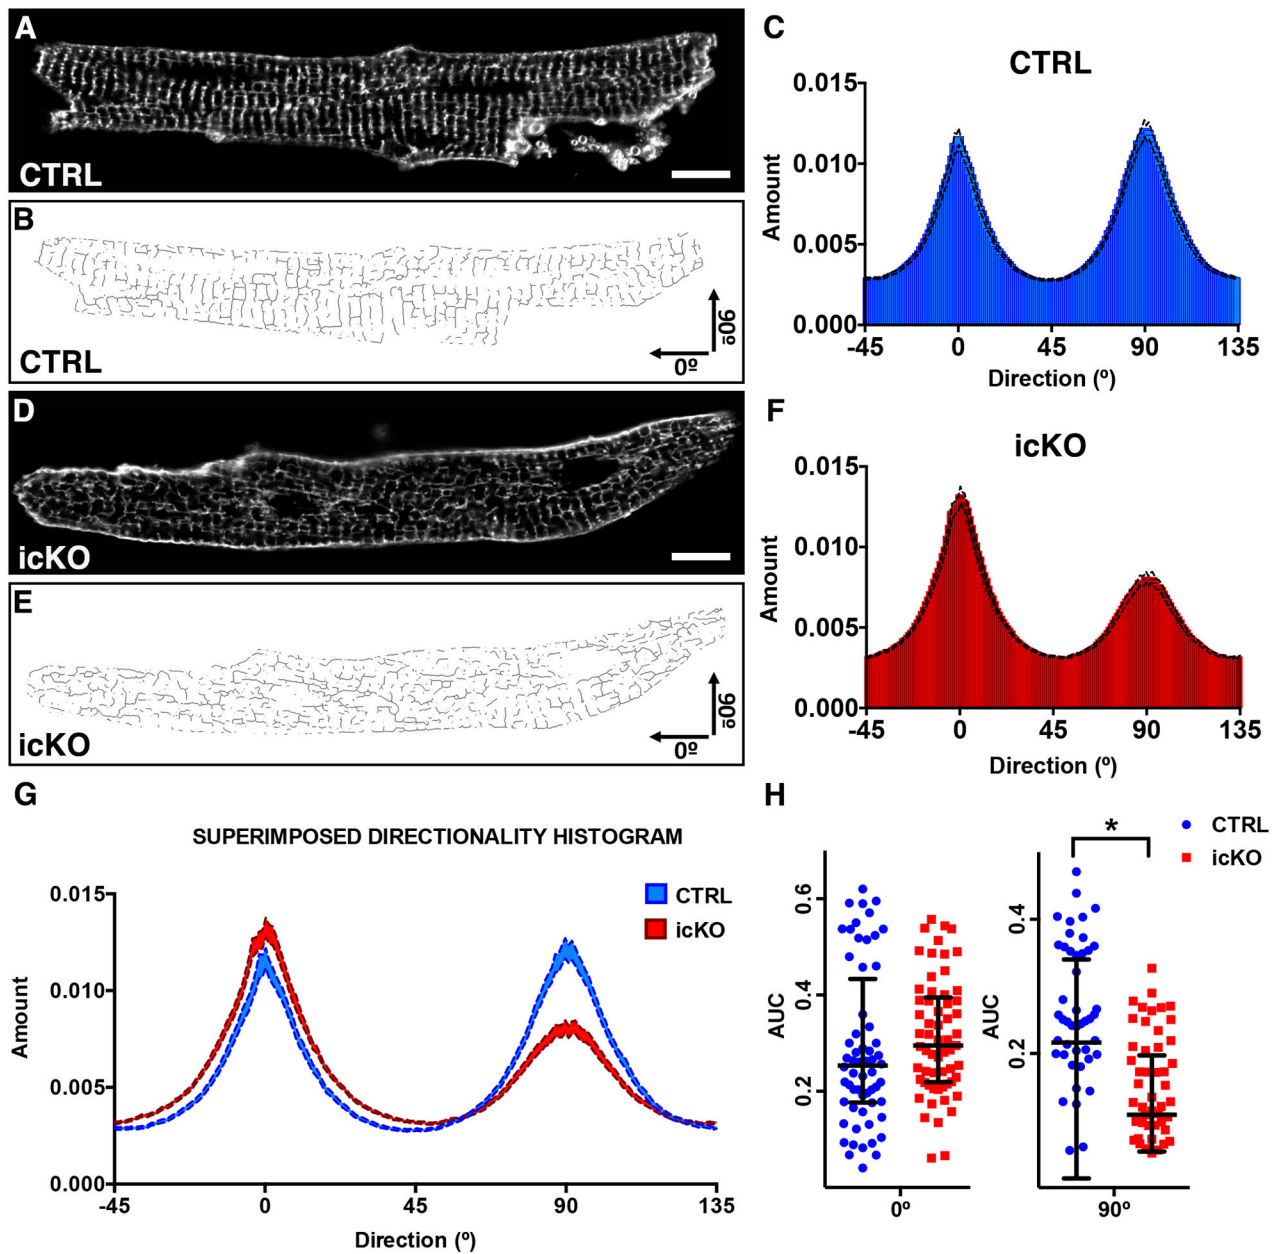 A
CTRL
B
90º
0º
CTRL
C
CTRL
0.015
0.010
0.005
0.000
Amount
-45 0 45 90 135
Direction (º)
D
icKO
E
90º
0º
icKO
F
icKO
0.015
0.010
0.005
0.000
Amount
-45 0 45 90 135
Direction (º)
G
SUPERIMPOSED DIRECTIONALITY HISTOGRAM
CTRL
icKO
0.015
0.010
0.005
0.000
Amount
-45 0 45 90 135
Direction (º)
H
CTRL
icKO
*
0.6
0.4
0.2
AUC
0º
0.4
0.2
AUC
90º